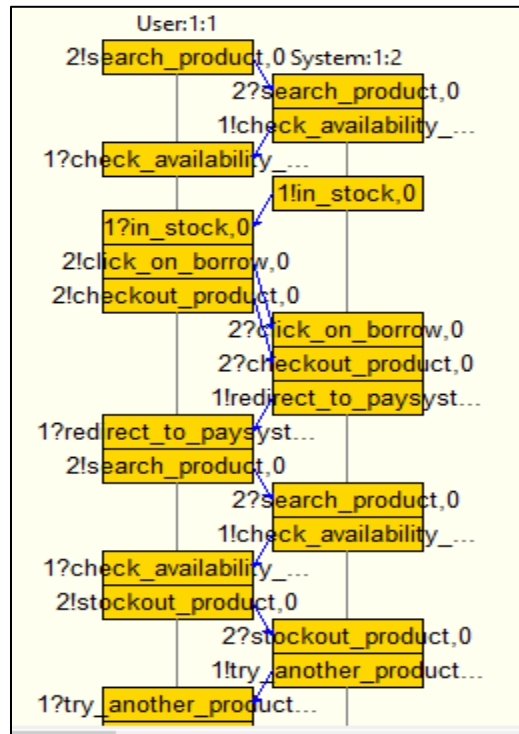 User:1:1
2!search_product,0 System:1:2
2?search_product,0
1!check_availability_...
1?check_availability_...
1!in_stock,0
1?in_stock,0
2!click_on_borrow,0
2!checkout_product,0
2?click_on_borrow,0
2?checkout_product,0
1!redirect_to_paysyst...
1?redirect_to_paysyst...
2!search_product,0
2?search_product,0
1!check_availability_...
1?check_availability_...
2!stockout_product,0
2?stockout_product,0
1!try_another_product...
1?try_another_product...